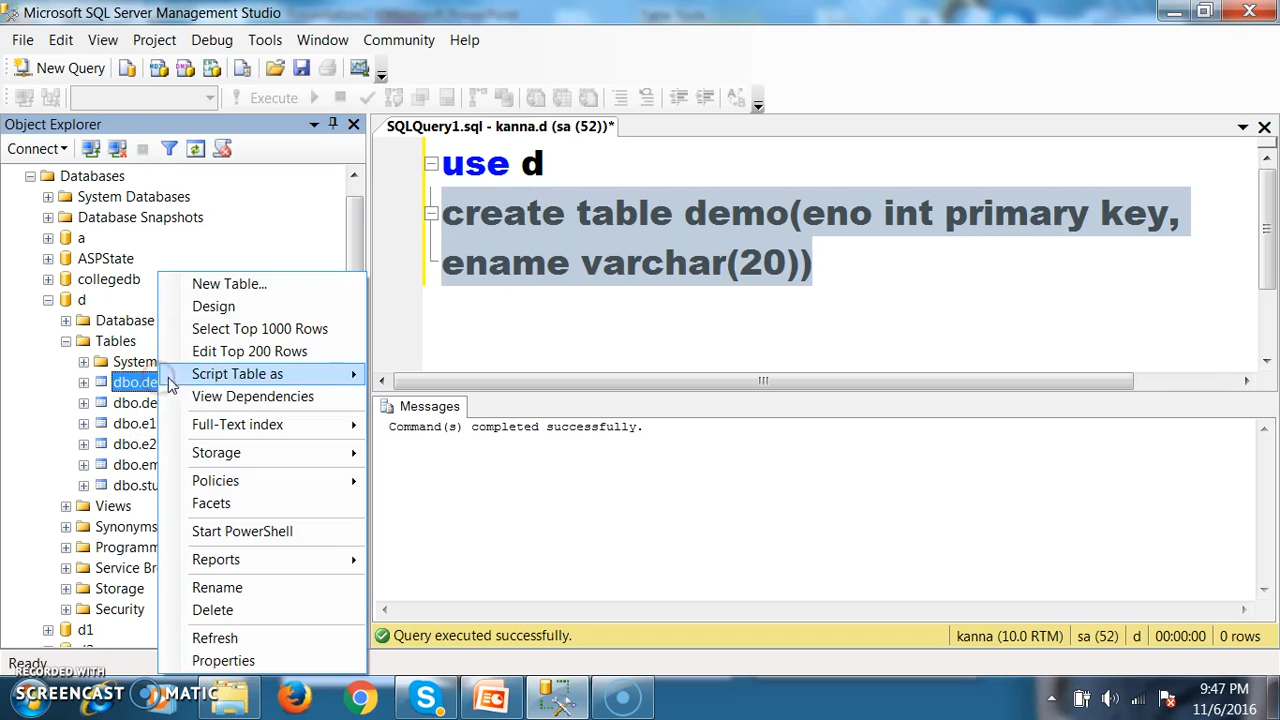 Microsoft SQL Server Management Studio
File Edit View Project Debug Tools Window Community Help
New Query
Execute
Object Explorer
Connect
Databases
System Databases
Database Snapshots
a
ASPState
collegedb
d
Database
Tables
System
dbo.de
dbo.de
dbo.e1
dbo.e2
dbo.em
dbo.stu
Views
Synonyms
Programm
Service Br
Storage
Security
d1
New Table...
Design
Select Top 1000 Rows
Edit Top 200 Rows
Script Table as
View Dependencies
Full-Text index
Storage
Policies
Facets
Start PowerShell
Reports
Rename
Delete
Refresh
Properties
SQLQuery1.sql - kanna.d (sa (52))*
use d
create table demo(eno int primary key,
ename varchar(20))
Messages
Command(s) completed successfully.
Query executed successfully.
kanna (10.0 RTM) sa (52) d 00:00:00 0 rows
Ready
RECORDED WITH
SCREENCAST MATIC
9:47 PM
11/6/2016